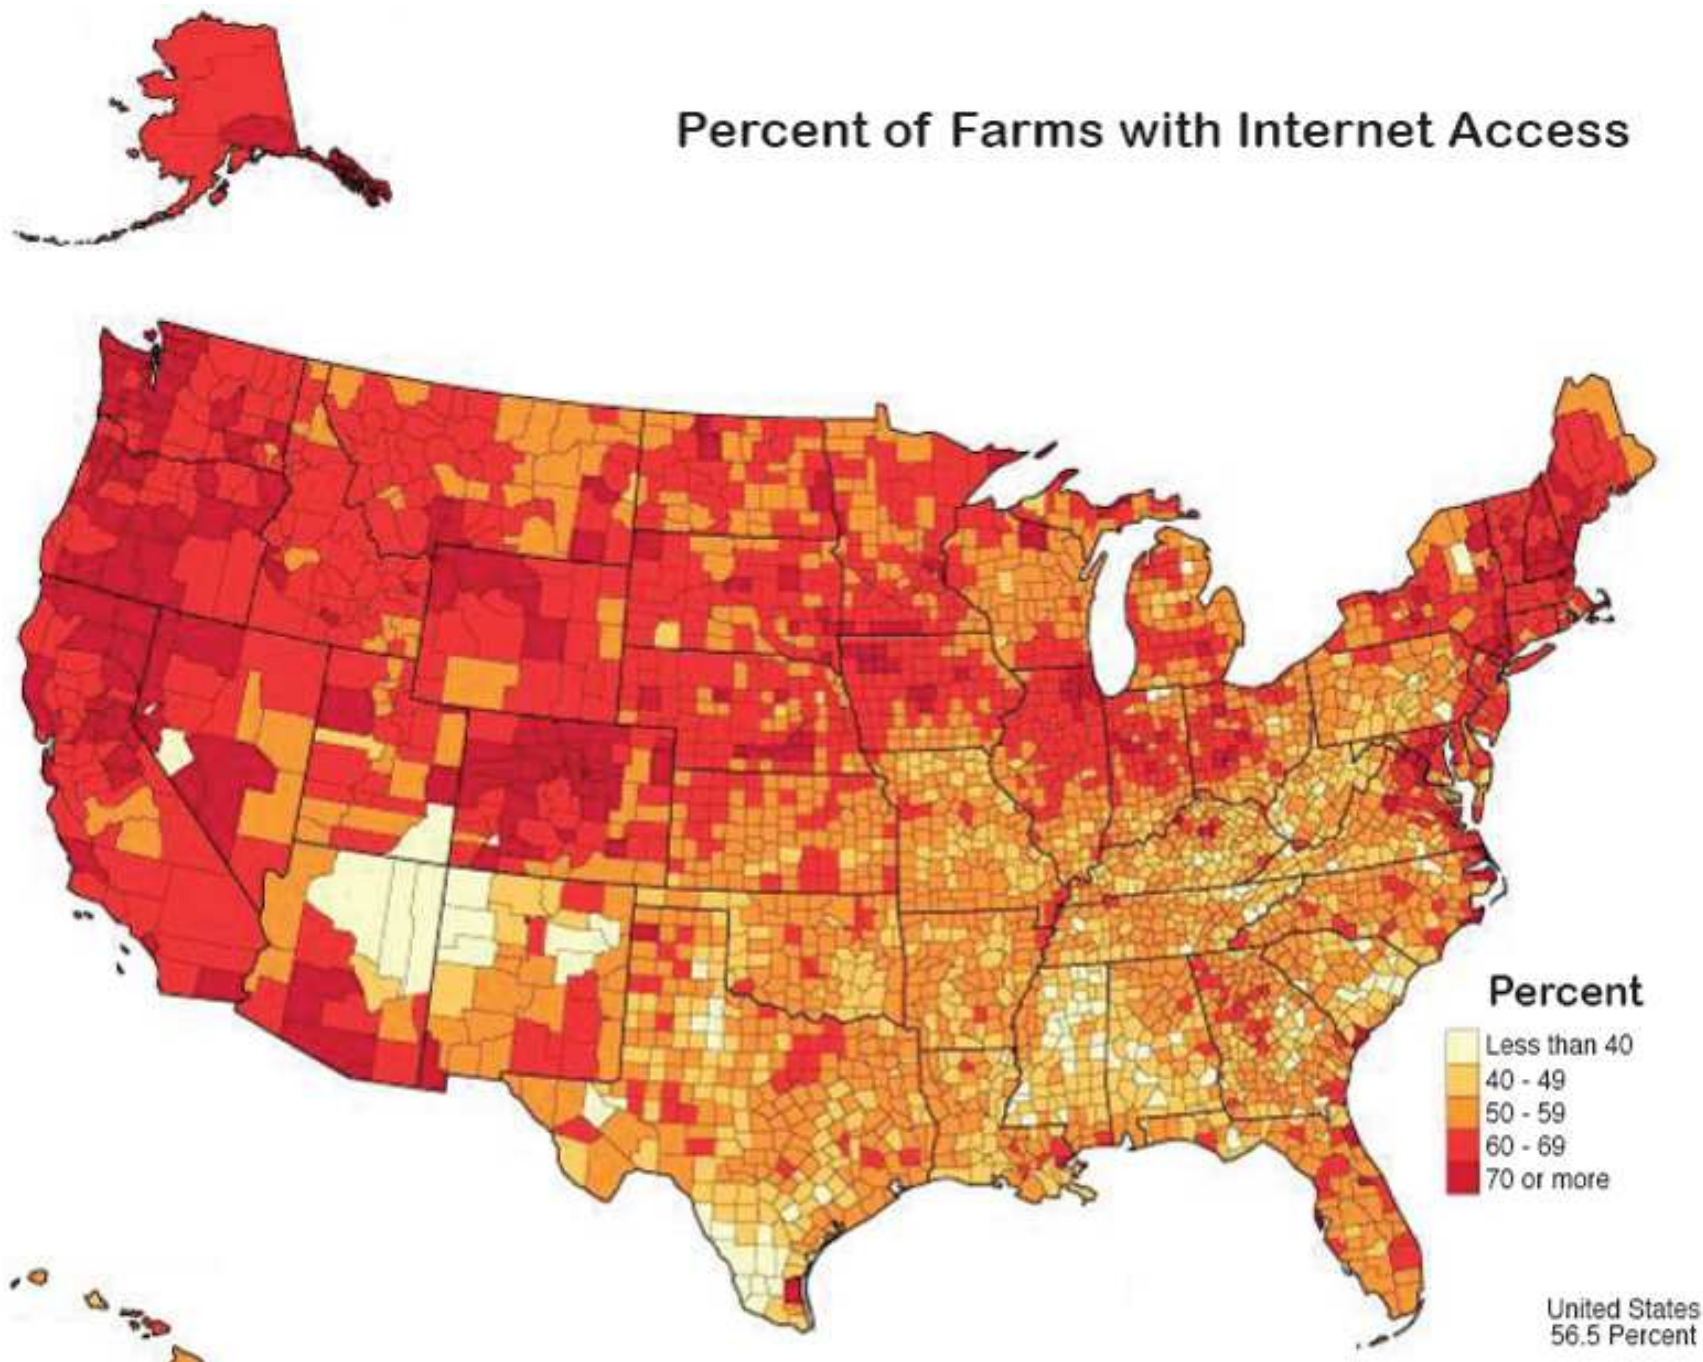 Percent of Farms with Internet Access
Percent
Less than 40
40 - 49
50 - 59
60 - 69
70 or more
United States
56.5 Percent